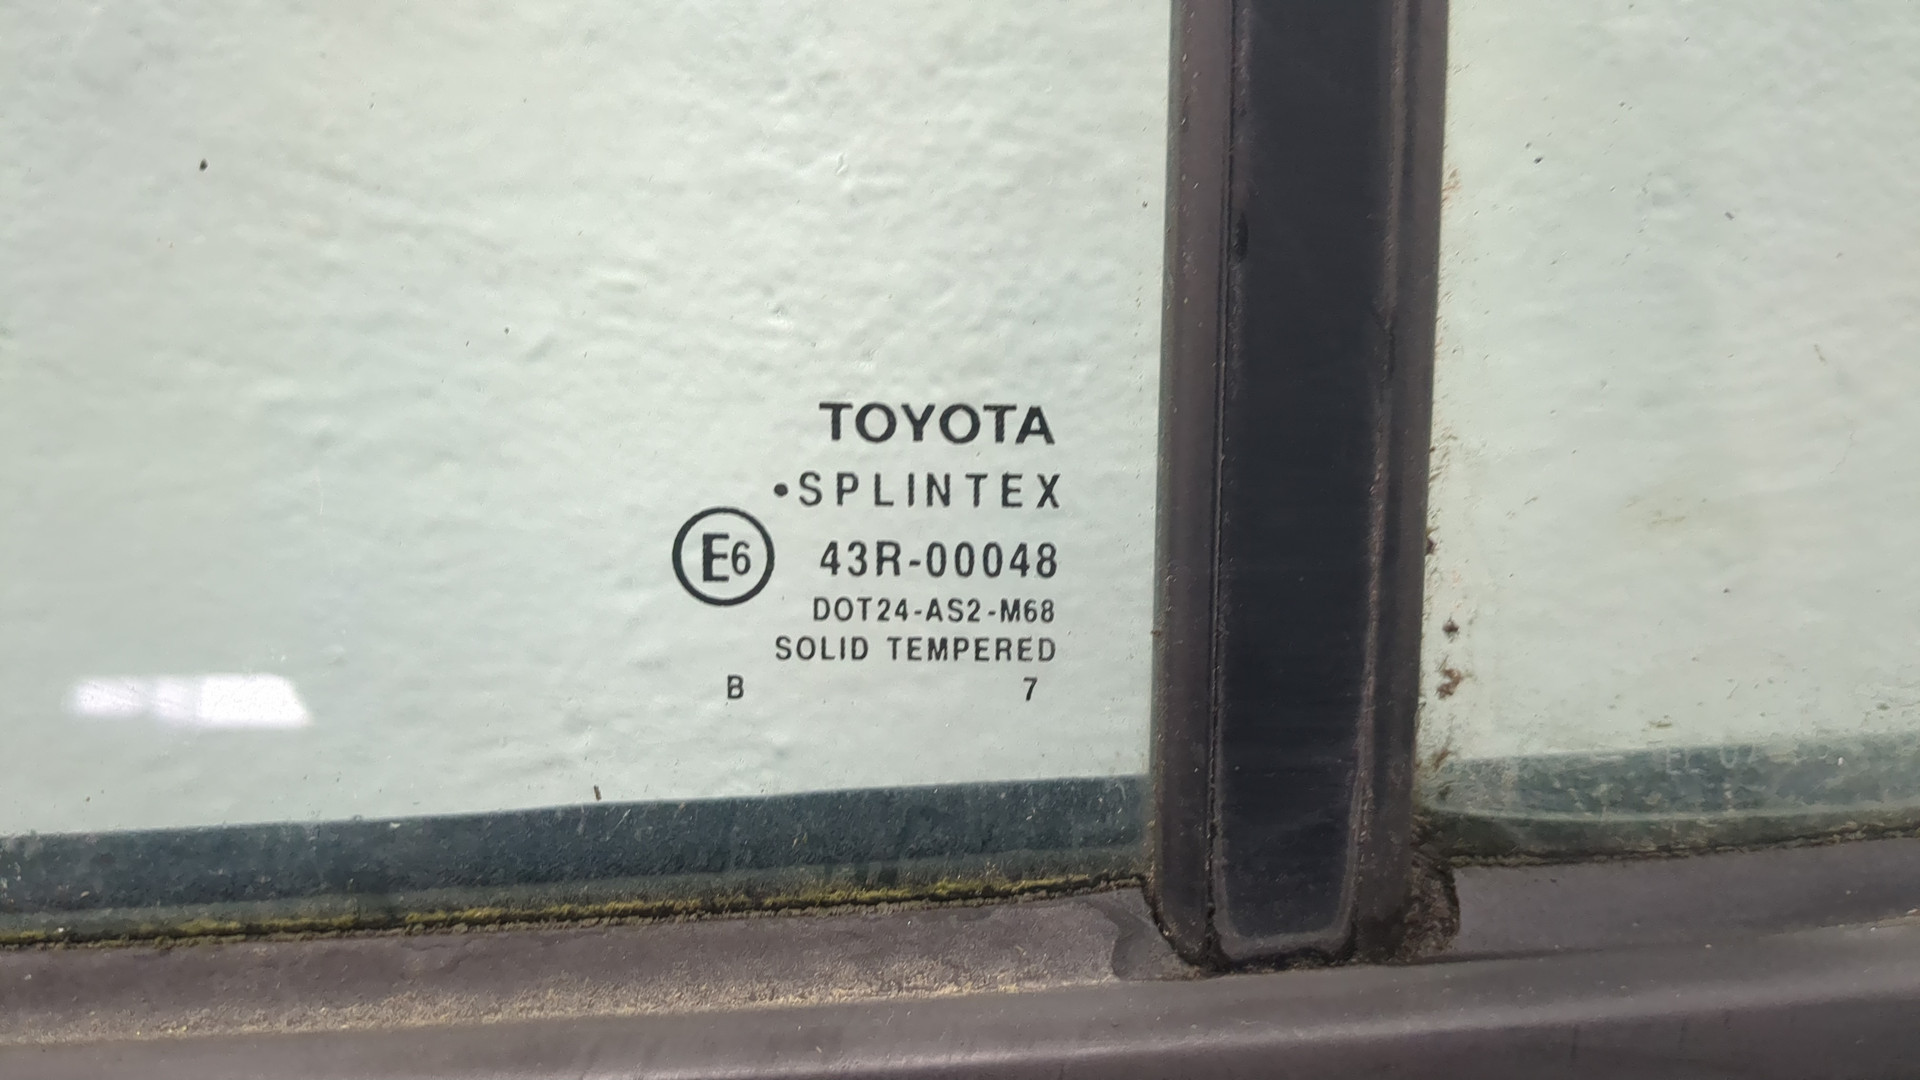 TOYOTA
•SPLINTEX
E6 43R-00048
DOT24-AS2-M68
SOLID TEMPERED
B 7